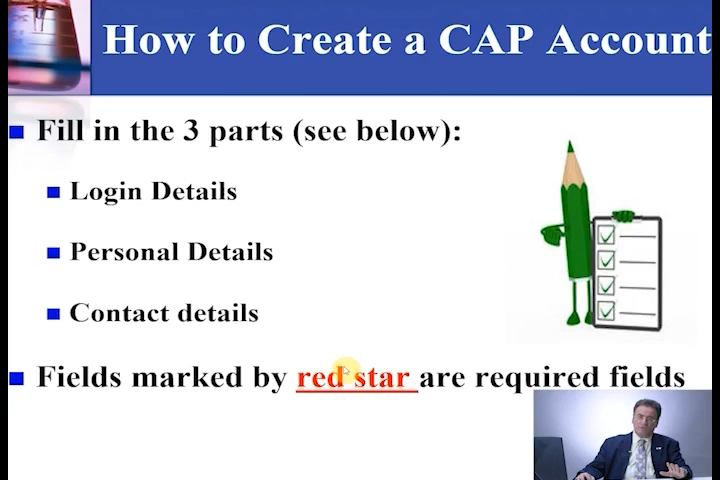 How to Create a CAP Account
Fill in the 3 parts (see below):
Login Details
Personal Details
Contact details
Fields marked by red star are required fields